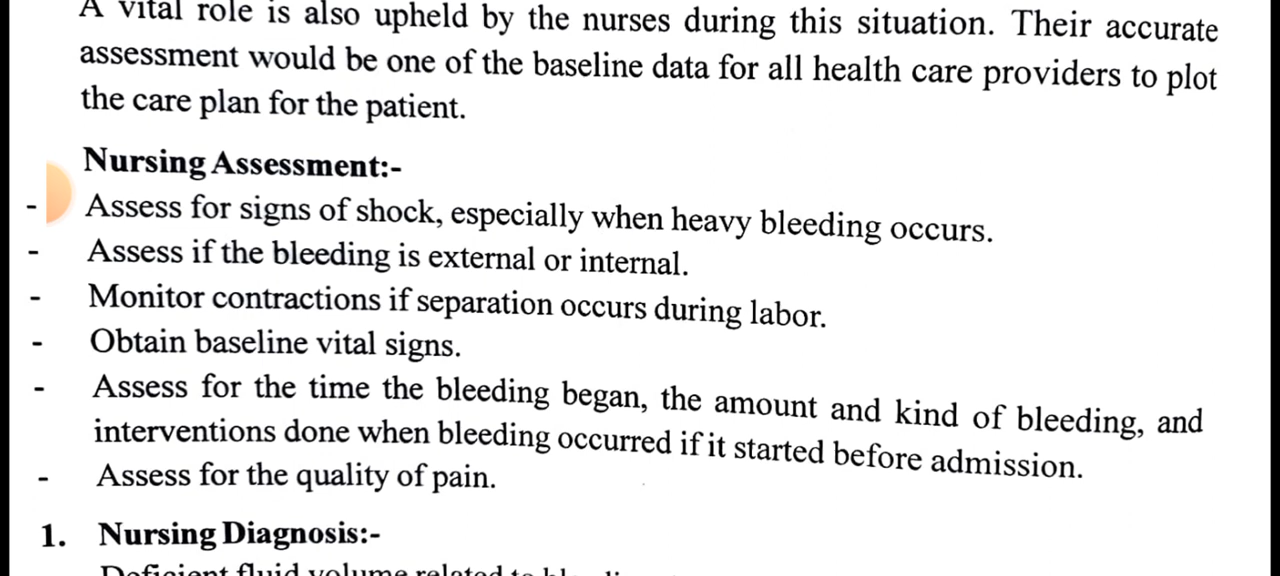 A vital role is also upheld by the nurses during this situation. Their accurate
assessment would be one of the baseline data for all health care providers to plot
the care plan for the patient.
Nursing Assessment:-
- Assess for signs of shock, especially when heavy bleeding occurs.
- Assess if the bleeding is external or internal.
- Monitor contractions if separation occurs during labor.
- Obtain baseline vital signs.
- Assess for the time the bleeding began, the amount and kind of bleeding, and
interventions done when bleeding occurred if it started before admission.
- Assess for the quality of pain.
1. Nursing Diagnosis:-
Deficient fluid volume related to